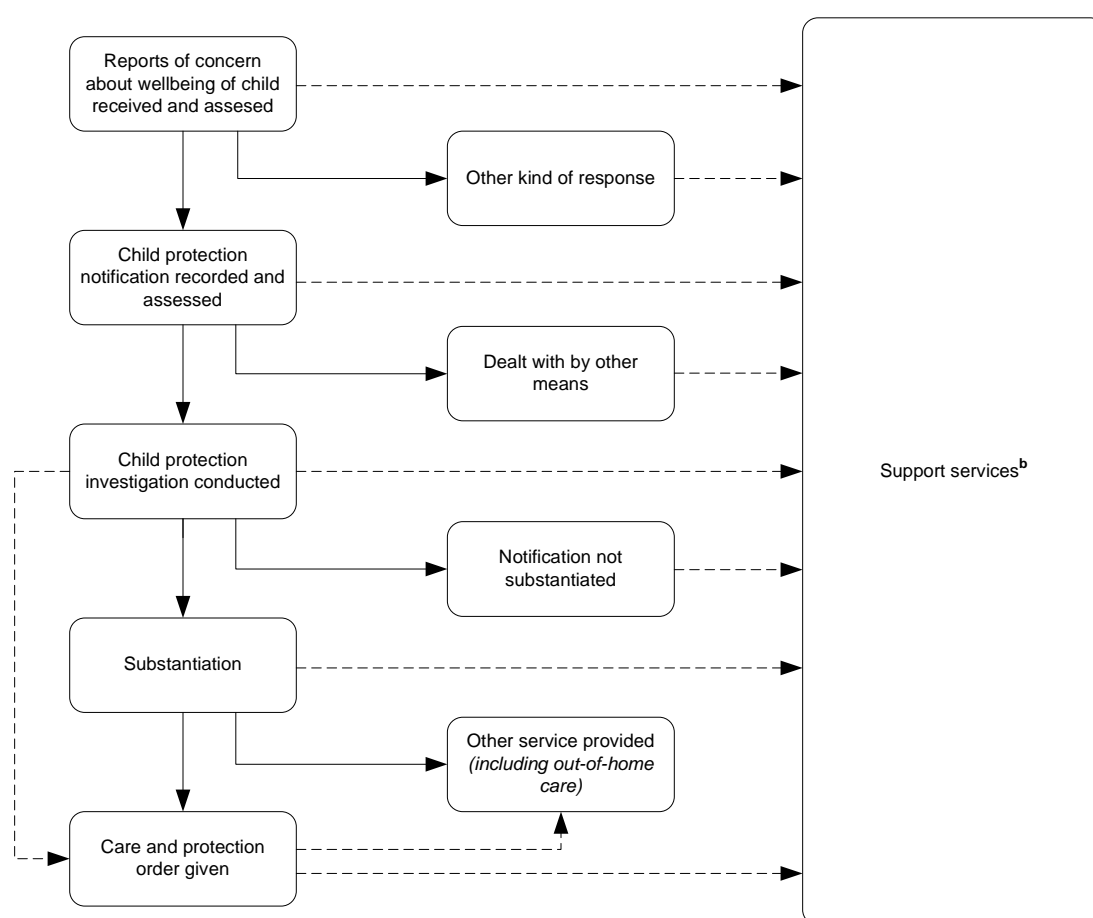 Reports of concern
about wellbeing of child
received and assesed
Other kind of response
Child protection
notification recorded and
assessed
Dealt with by other
means
Child protection
investigation conducted
Support servicesb
Notification not
substantiated
Substantiation
Other service provided
(including out-of-home
care)
Care and protection
order given